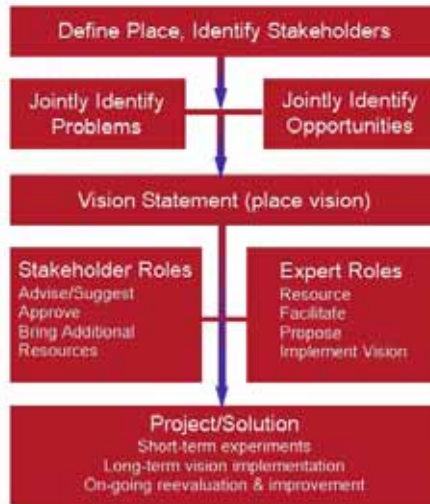 Define Place, Identify Stakeholders
Jointly Identify
Problems
Jointly Identify
Opportunities
Vision Statement (place vision)
Stakeholder Roles
Advise/Suggest
Approve
Bring Additional
Resources
Expert Roles
Resource
Facilitate
Propose
Implement Vision
Project/Solution
Short-term experiments
Long-term vision implementation
On-going reevaluation & improvement